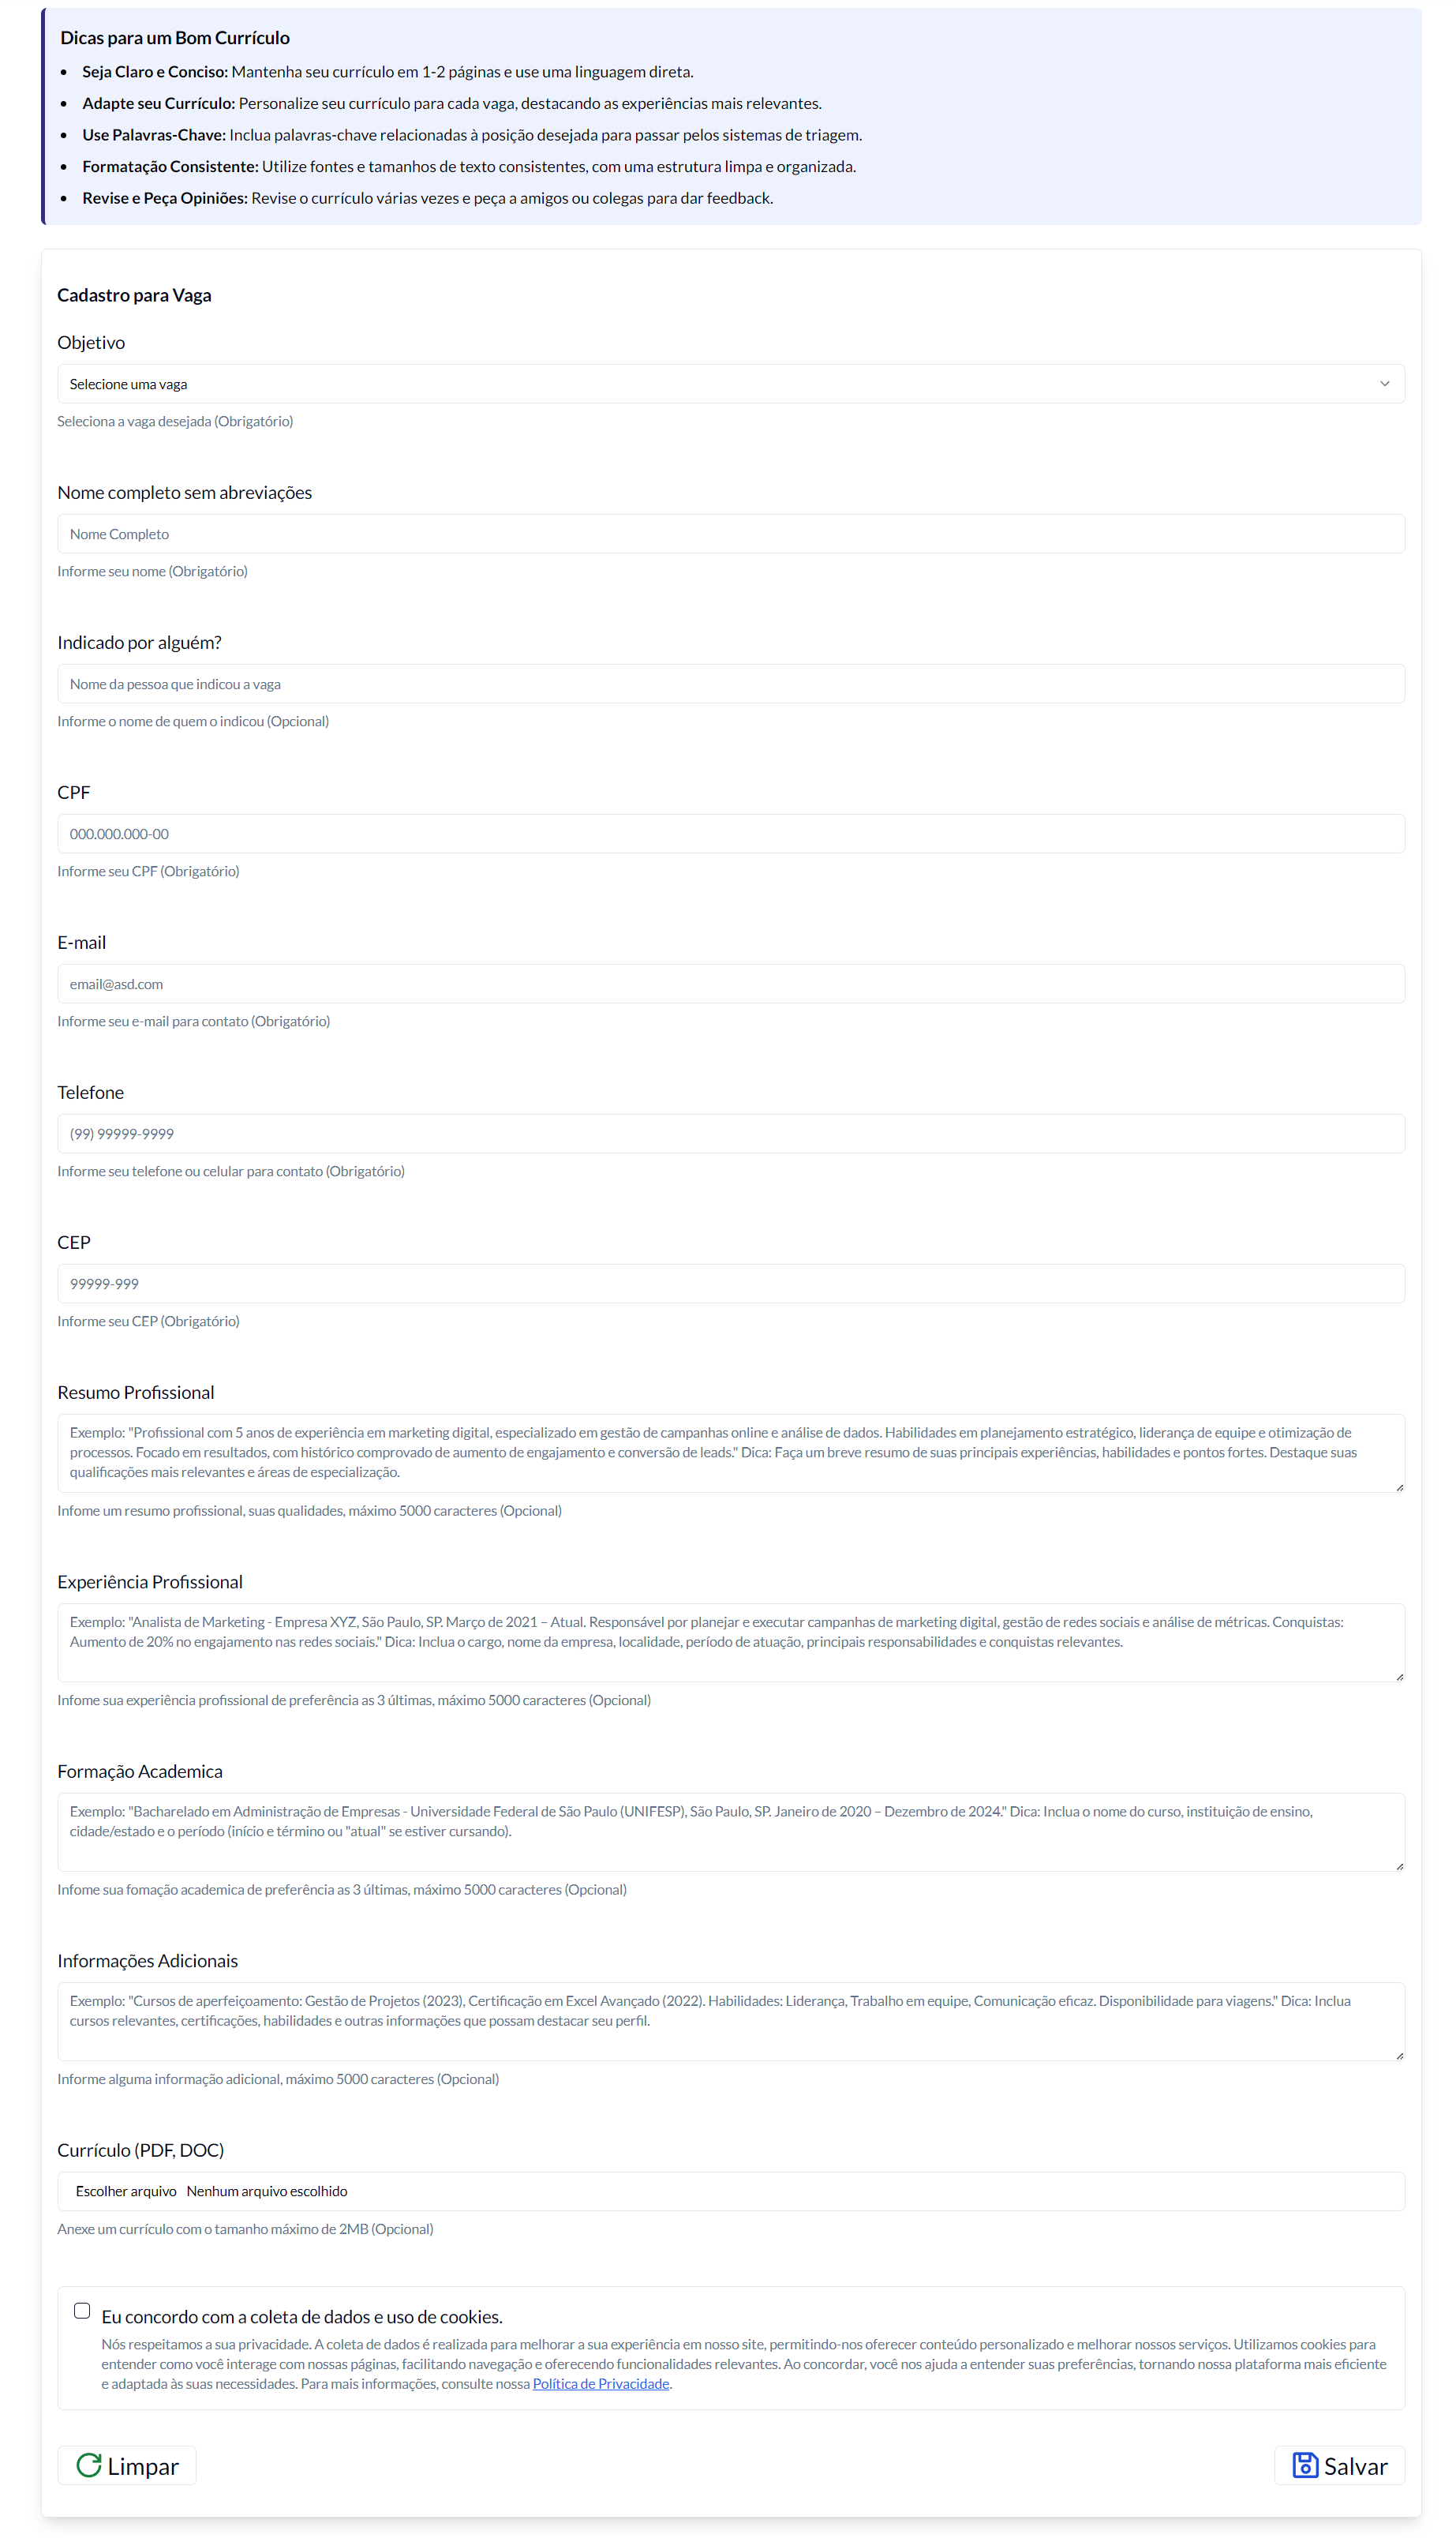 Dicas para um Bom Currículo
Seja Claro e Conciso: Mantenha seu currículo em 1-2 páginas e use uma linguagem direta.
Adapte seu Currículo: Personalize seu currículo para cada vaga, destacando as experiências mais relevantes.
Use Palavras-Chave: Inclua palavras-chave relacionadas à posição desejada para passar pelos sistemas de triagem.
Formatação Consistente: Utilize fontes e tamanhos de texto consistentes, com uma estrutura limpa e organizada.
Revise e Peça Opiniões: Revise o currículo várias vezes e peça a amigos ou colegas para dar feedback.
Cadastro para Vaga
Objetivo
Selecione uma vaga
Seleciona a vaga desejada (Obrigatório)
Nome completo sem abreviações
Nome Completo
Informe seu nome (Obrigatório)
Indicado por alguém?
Nome da pessoa que indicou a vaga
Informe o nome de quem o indicou (Opcional)
CPF
000.000.000-00
Informe seu CPF (Obrigatório)
E-mail
email@asd.com
Informe seu e-mail para contato (Obrigatório)
Telefone
(99) 99999-9999
Informe seu telefone ou celular para contato (Obrigatório)
CEP
99999-999
Informe seu CEP (Obrigatório)
Resumo Profissional
Exemplo: "Profissional com 5 anos de experiência em marketing digital, especializado em gestão de campanhas online e análise de dados. Habilidades em planejamento estratégico, liderança de equipe e otimização de
processos. Focado em resultados, com histórico comprovado de aumento de engajamento e conversão de leads." Dica: Faça um breve resumo de suas principais experiências, habilidades e pontos fortes. Destaque suas
qualificações mais relevantes e áreas de especialização.
Infome um resumo profissional, suas qualidades, máximo 5000 caracteres (Opcional)
Experiência Profissional
Exemplo: "Analista de Marketing - Empresa XYZ, São Paulo, SP. Março de 2021 – Atual. Responsável por planejar e executar campanhas de marketing digital, gestão de redes sociais e análise de métricas. Conquistas:
Aumento de 20% no engajamento nas redes sociais." Dica: Inclua o cargo, nome da empresa, localidade, período de atuação, principais responsabilidades e conquistas relevantes.
Infome sua experiência profissional de preferência as 3 últimas, máximo 5000 caracteres (Opcional)
Formação Academica
Exemplo: "Bacharelado em Administração de Empresas - Universidade Federal de São Paulo (UNIFESP), São Paulo, SP. Janeiro de 2020 – Dezembro de 2024." Dica: Inclua o nome do curso, instituição de ensino,
cidade/estado e o período (início e término ou "atual" se estiver cursando).
Infome sua fomação academica de preferência as 3 últimas, máximo 5000 caracteres (Opcional)
Informações Adicionais
Exemplo: "Cursos de aperfeiçoamento: Gestão de Projetos (2023), Certificação em Excel Avançado (2022). Habilidades: Liderança, Trabalho em equipe, Comunicação eficaz. Disponibilidade para viagens." Dica: Inclua
cursos relevantes, certificações, habilidades e outras informações que possam destacar seu perfil.
Informe alguma informação adicional, máximo 5000 caracteres (Opcional)
Currículo (PDF, DOC)
Escolher arquivo Nenhum arquivo escolhido
Anexe um currículo com o tamanho máximo de 2MB (Opcional)
Eu concordo com a coleta de dados e uso de cookies.
Nós respeitamos a sua privacidade. A coleta de dados é realizada para melhorar a sua experiência em nosso site, permitindo-nos oferecer conteúdo personalizado e melhorar nossos serviços. Utilizamos cookies para
entender como você interage com nossas páginas, facilitando navegação e oferecendo funcionalidades relevantes. Ao concordar, você nos ajuda a entender suas preferências, tornando nossa plataforma mais eficiente
e adaptada às suas necessidades. Para mais informações, consulte nossa Política de Privacidade.
Limpar
Salvar